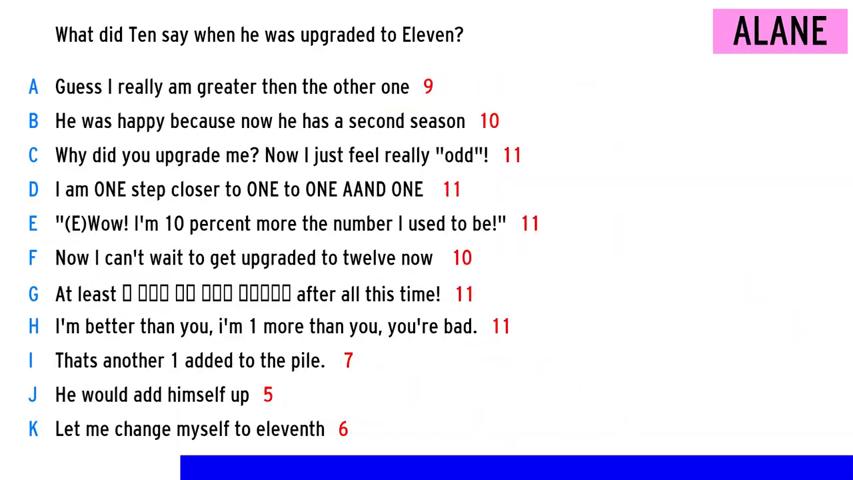 What did Ten say when he was upgraded to Eleven?
ALANE
A Guess I really am greater then the other one 9
B He was happy because now he has a second season 10
C Why did you upgrade me? Now I just feel really "odd"! 11
D I am ONE step closer to ONE to ONE AAND ONE 11
E "(E)Wow! I'm 10 percent more the number I used to be!" 11
F Now I can't wait to get upgraded to twelve now 10
G At least after all this time! 11
H I'm better than you, i'm 1 more than you, you're bad. 11
I Thats another 1 added to the pile. 7
J He would add himself up 5
K Let me change myself to eleventh 6